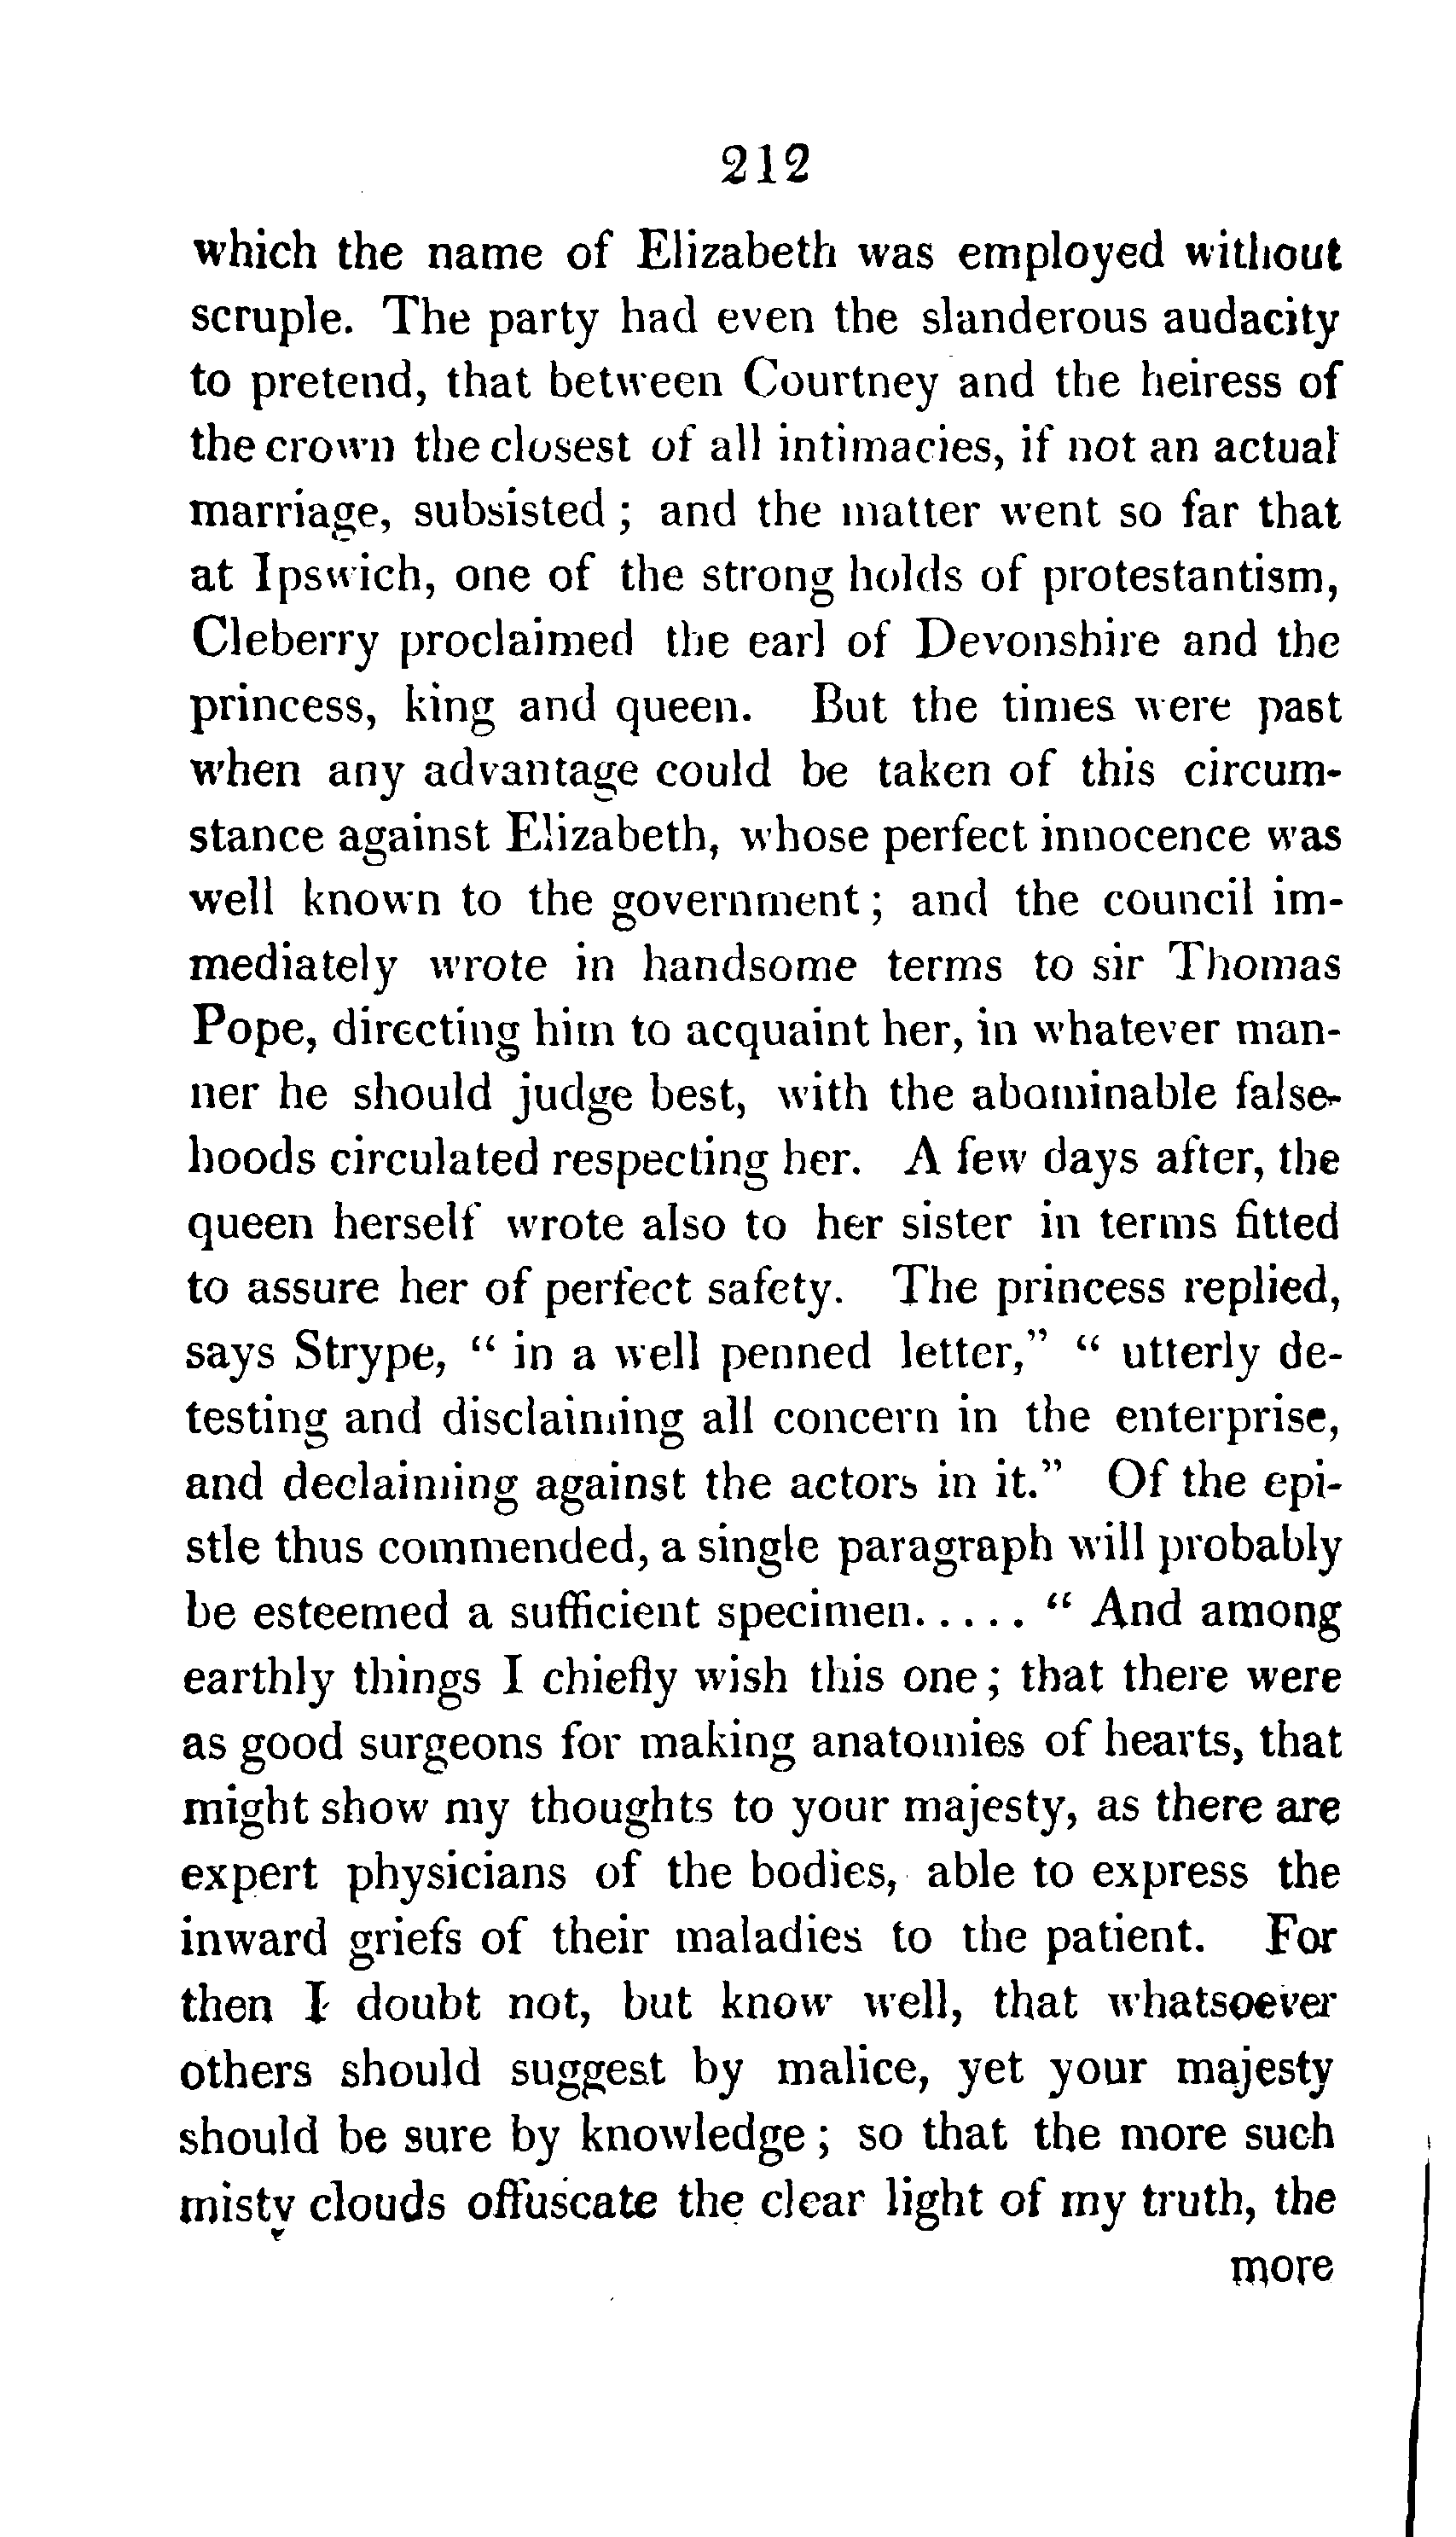 212
which the name of Elizabeth was employed without
scruple. The party had even the slanderous audacity
to pretend, that between Courtney and the heiress of
the crown the closest of all intimacies, if not an actual
marriage, subsisted ; and the matter went so far that
at Ipswich, one of the strong holds of protestantism,
Cleberry proclaimed the earl of Devonshire and the
princess, king and queen. But the times were past
when any advantage could be taken of this circum-
stance against Elizabeth, whose perfect innocence was
well known to the government ; and the council im-
mediately wrote in handsome terms to sir Thomas
Pope, directing him to acquaint her, in whatever man-
ner he should judge best, with the abominable false-
hoods circulated respecting her. A few days after, the
queen herself wrote also to her sister in terms fitted
to assure her of perfect safety. The princess replied,
says Strype, “ in a well penned letter,” “ utterly de-
testing and disclaiming all concern in the enterprise,
and declaiming against the actors in it.” Of the epi-
stle thus commended, a single paragraph will probably
be esteemed a sufficient specimen. . . . . “ And among
earthly things I chiefly wish this one ; that there were
as good surgeons for making anatomies of hearts, that
might show my thoughts to your majesty, as there are
expert physicians of the bodies, able to express the
inward griefs of their maladies to the patient. For
then I doubt not, but know well, that whatsoever
others should suggest by malice, yet your majesty
should be sure by knowledge ; so that the more such
misty clouds offuscate the clear light of my truth, the
more